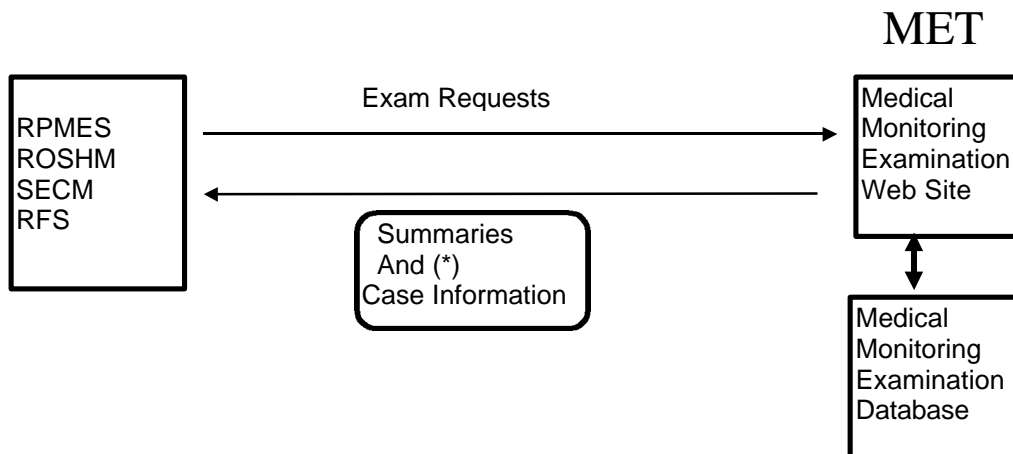 MET
RPMES
ROSHM
SECM
RFS
Exam Requests
Summaries
And (*)
Case Information
Medical
Monitoring
Examination
Web Site
Medical
Monitoring
Examination
Database